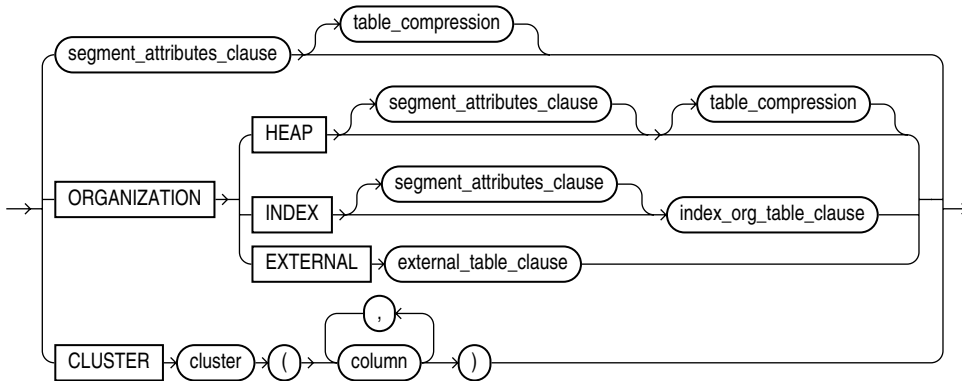 table_compression
segment_attributes_clause
segment_attributes_clause table_compression
HEAP
segment_attributes_clause
ORGANIZATION
INDEX index_org_table_clause
EXTERNAL external_table_clause
,
CLUSTER cluster ( column )